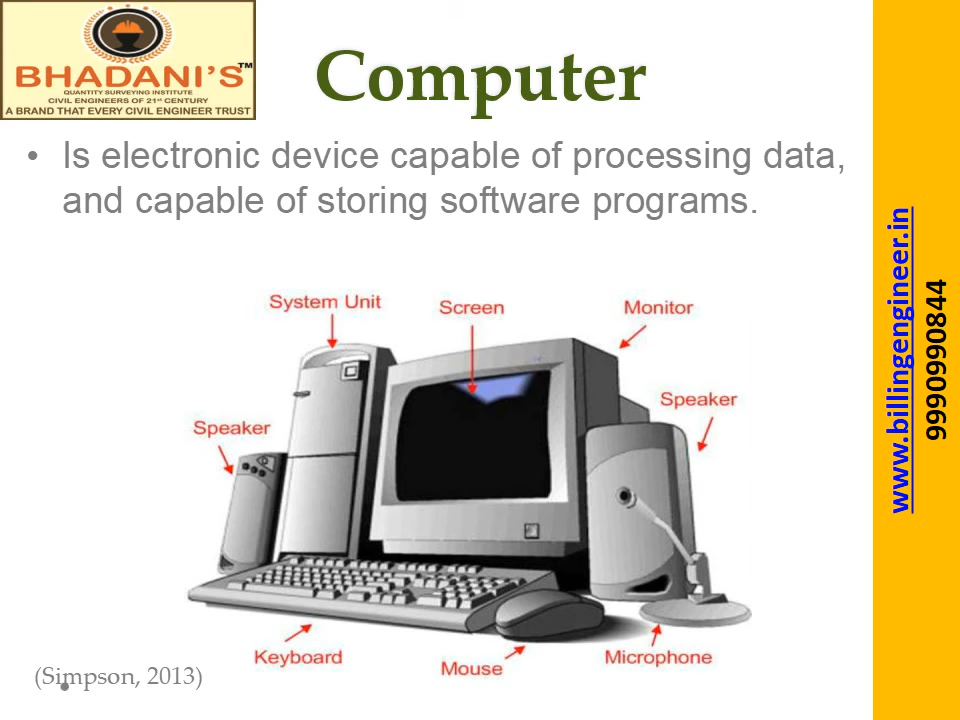 BHADANI'S™
QUANTITY SURVEYING INSTITUTE
CIVIL ENGINEERS OF 21ST CENTURY
A BRAND THAT EVERY CIVIL ENGINEER TRUST
Computer
• Is electronic device capable of processing data,
and capable of storing software programs.
System Unit
Screen
Monitor
Speaker
Speaker
Keyboard
Mouse
Microphone
(Simpson, 2013)
•
www.billingengineer.in
9990990844